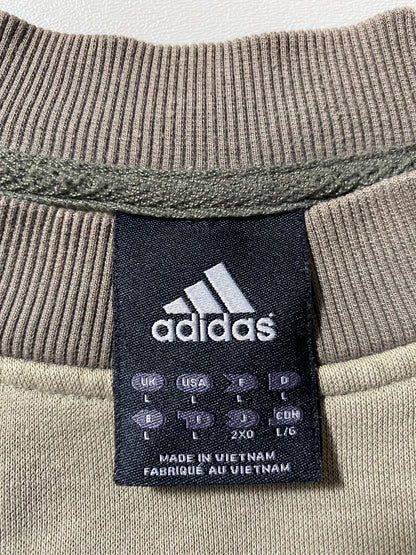 adidas
UK USA F D
L L L L
E I J CDN
L L 2XO L/G
MADE IN VIETNAM
FABRIQUÉ AU VIETNAM